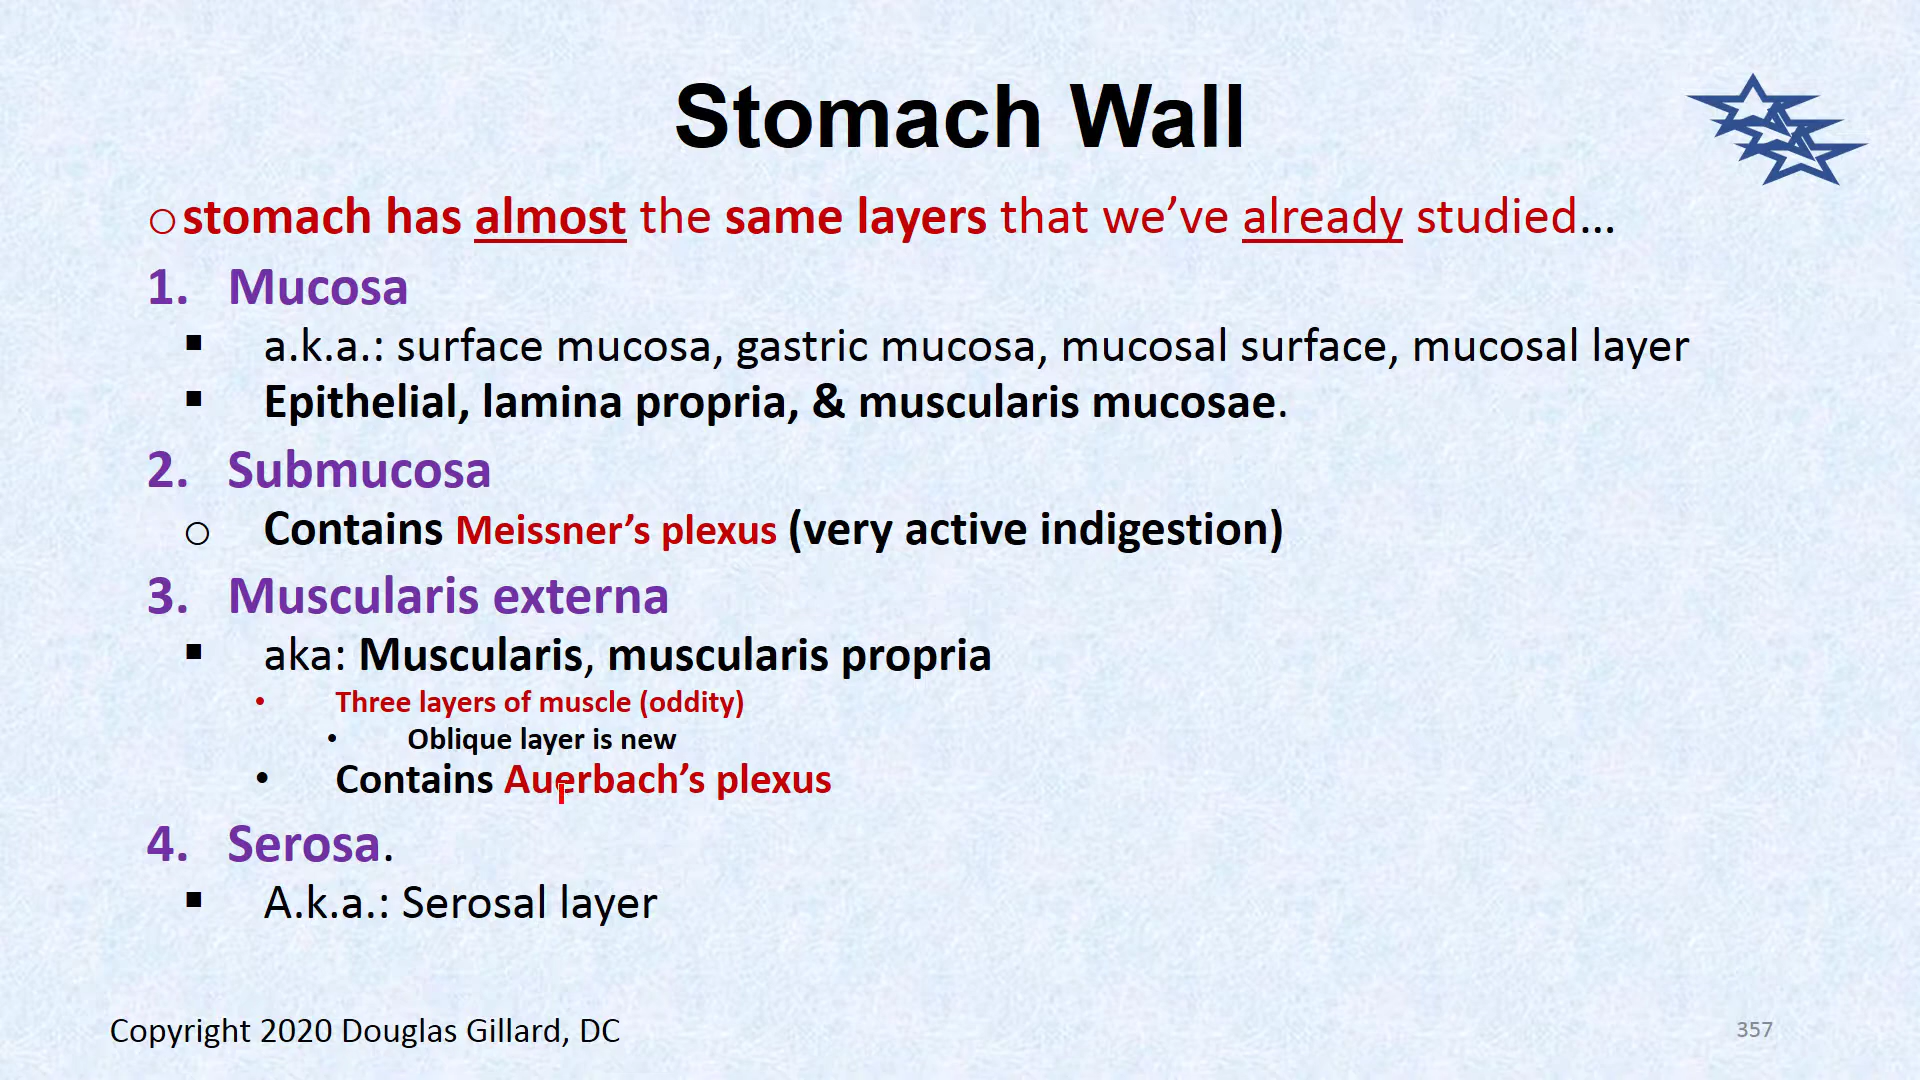 Stomach Wall
stomach has almost the same layers that we’ve already studied…
1. Mucosa
a.k.a.: surface mucosa, gastric mucosa, mucosal surface, mucosal layer
Epithelial, lamina propria, & muscularis mucosae.
2. Submucosa
Contains Meissner’s plexus (very active indigestion)
3. Muscularis externa
aka: Muscularis, muscularis propria
Three layers of muscle (oddity)
Oblique layer is new
Contains Auerbach’s plexus
4. Serosa.
A.k.a.: Serosal layer
Copyright 2020 Douglas Gillard, DC
357